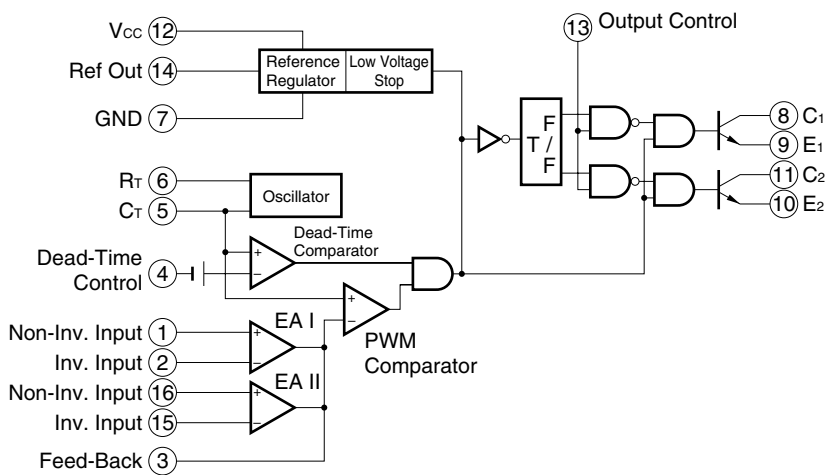 Vcc 12
Ref Out 14
GND 7
Reference Regulator
Low Voltage Stop
13 Output Control
T F/F
8 C1
9 E1
11 C2
10 E2
RT 6
CT 5
Oscillator
Dead-Time Comparator
+
−
Dead-Time Control 4
+
−
PWM Comparator
Non-Inv. Input 1
Inv. Input 2
+
−
EA I
Non-Inv. Input 16
Inv. Input 15
+
−
EA II
Feed-Back 3